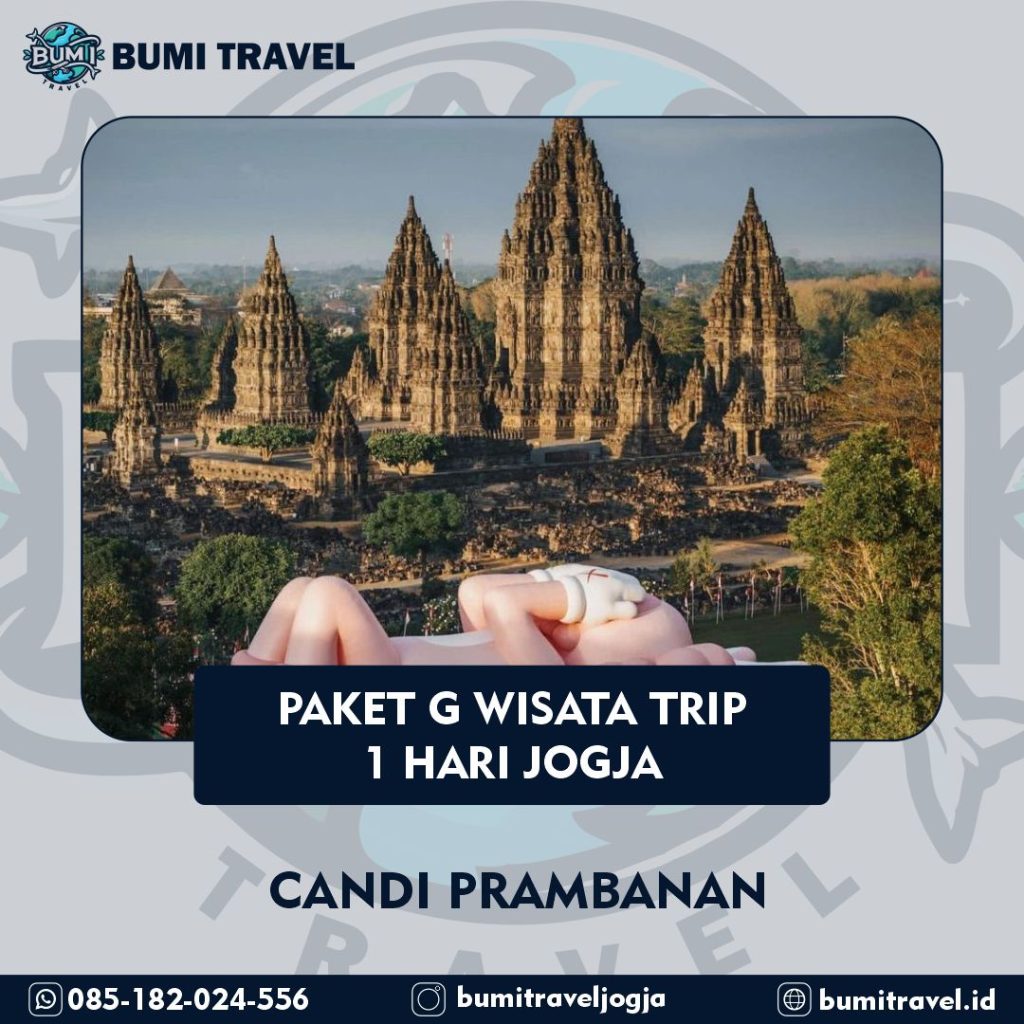 BUMI
TRAVEL
BUMI TRAVEL
PAKET G WISATA TRIP
1 HARI JOGJA
CANDI PRAMBANAN
TRAVEL
085-182-024-556
bumitraveljogja
bumitravel.id